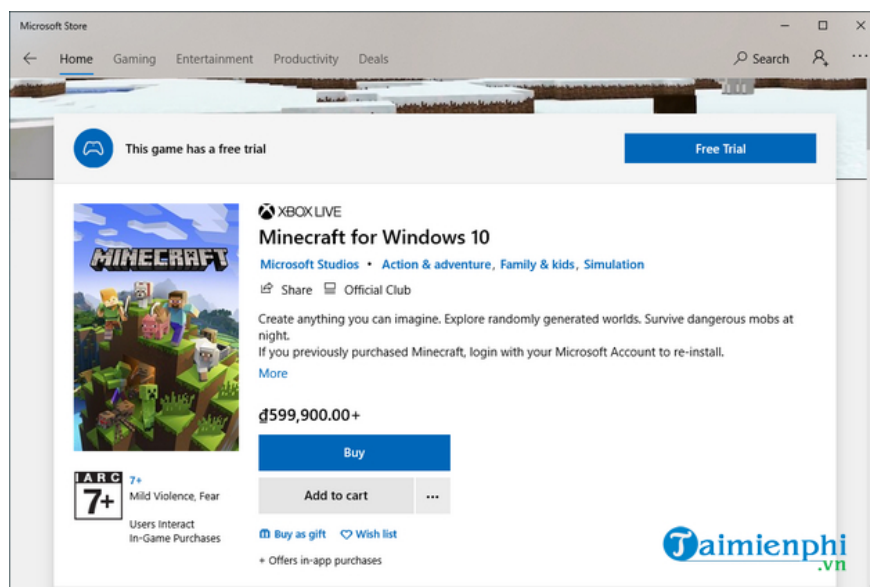 Microsoft Store
Home Gaming Entertainment Productivity Deals Search
This game has a free trial Free Trial
MINECRAFT
XBOX LIVE
Minecraft for Windows 10
Microsoft Studios • Action & adventure, Family & kids, Simulation
Share Official Club
Create anything you can imagine. Explore randomly generated worlds. Survive dangerous mobs at
night.
If you previously purchased Minecraft, login with your Microsoft Account to re-install.
More
₫599,900.00+
Buy
Add to cart ...
Buy as gift Wish list
+ Offers in-app purchases
IARC
7+
7+
Mild Violence, Fear
Users Interact
In-Game Purchases
Taimienphi
.vn